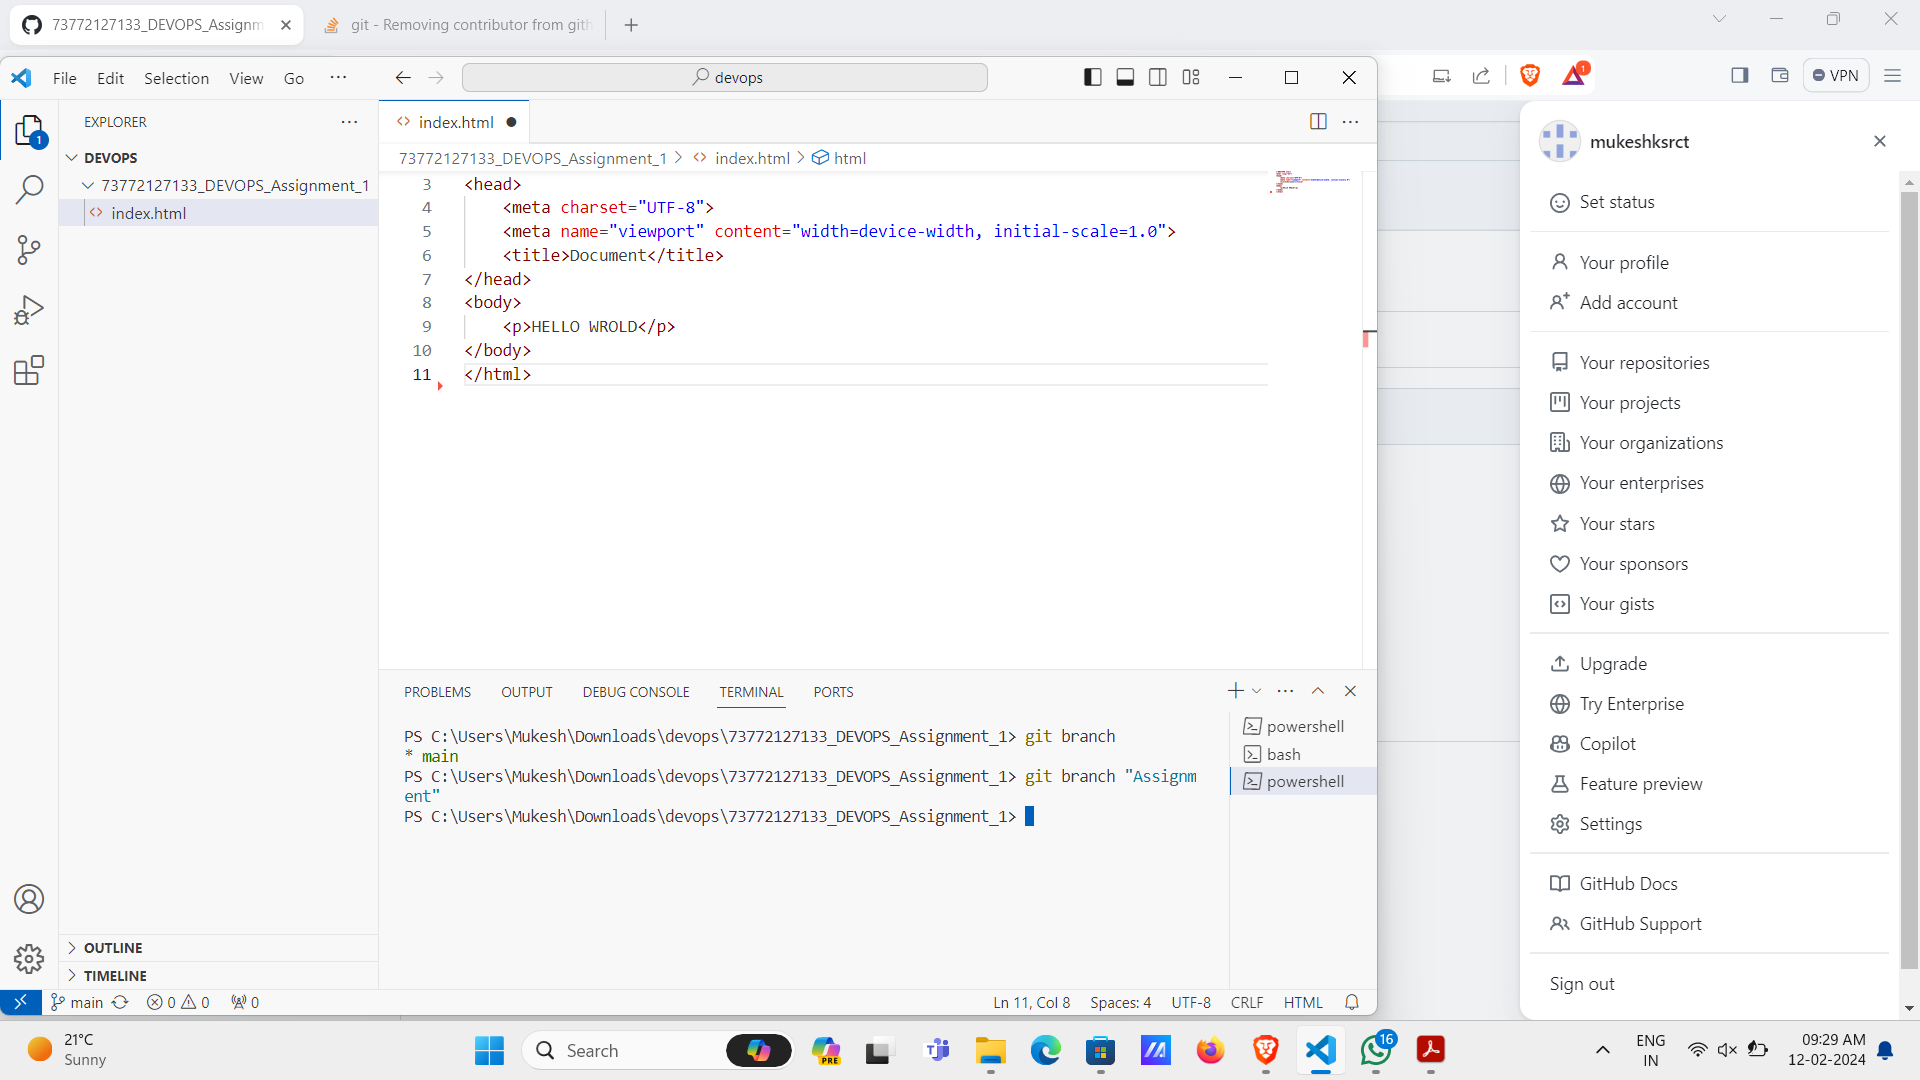 73772127133_DEVOPS_Assignm
git - Removing contributor from gith
File Edit Selection View Go ···
devops
1
VPN
EXPLORER
1
index.html
mukeshksrct
DEVOPS
73772127133_DEVOPS_Assignment_1
index.html
73772127133_DEVOPS_Assignment_1 > index.html > html
3 <head>
4 <meta charset="UTF-8">
5 <meta name="viewport" content="width=device-width, initial-scale=1.0">
6 <title>Document</title>
7 </head>
8 <body>
9 <p>HELLO WROLD</p>
10 </body>
11 </html>
Set status
Your profile
Add account
Your repositories
Your projects
Your organizations
Your enterprises
Your stars
Your sponsors
Your gists
Upgrade
Try Enterprise
Copilot
Feature preview
Settings
GitHub Docs
GitHub Support
Sign out
PROBLEMS OUTPUT DEBUG CONSOLE TERMINAL PORTS
PS C:\Users\Mukesh\Downloads\devops\73772127133_DEVOPS_Assignment_1> git branch
* main
PS C:\Users\Mukesh\Downloads\devops\73772127133_DEVOPS_Assignment_1> git branch "Assignm
ent"
PS C:\Users\Mukesh\Downloads\devops\73772127133_DEVOPS_Assignment_1>
powershell
bash
powershell
OUTLINE
TIMELINE
main 0 0 0
Ln 11, Col 8 Spaces: 4 UTF-8 CRLF HTML
21°C
Sunny
Search
PRE
16
ENG
IN
09:29 AM
12-02-2024